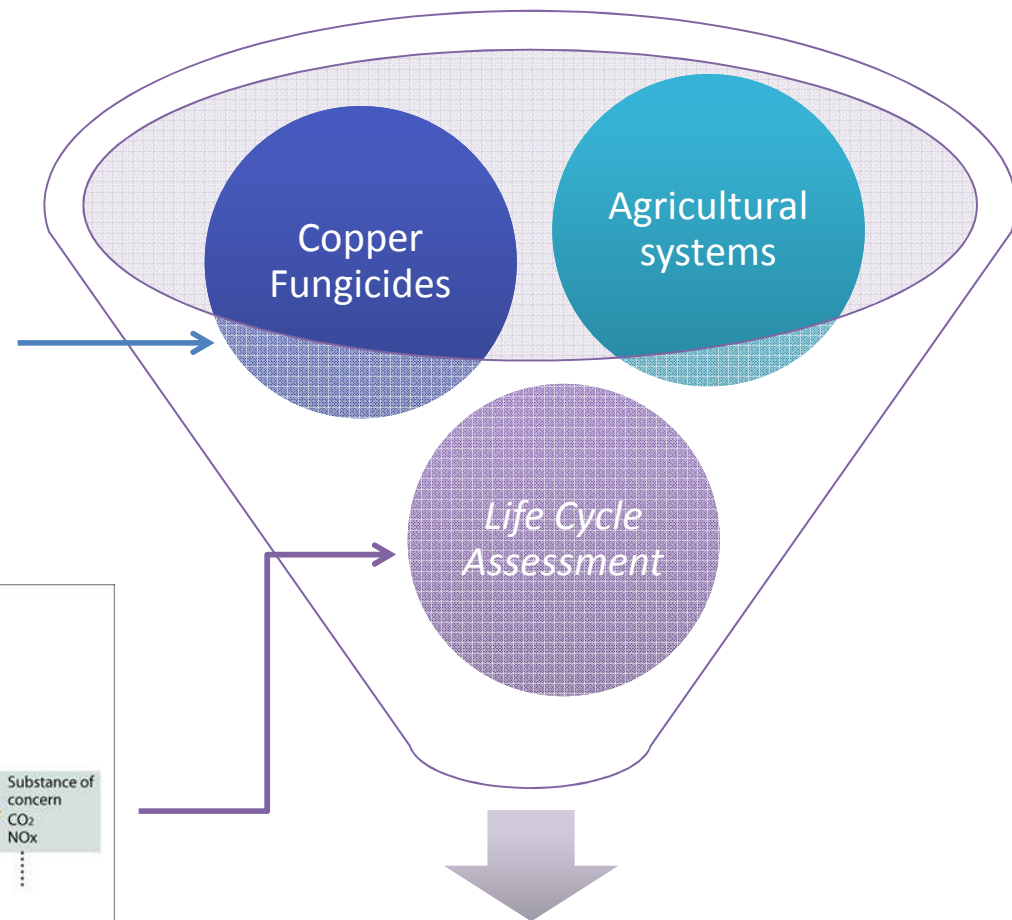 Copper
Fungicides
Agricultural
systems
Life Cycle
Assessment
Substance of
concern
CO₂
NOx